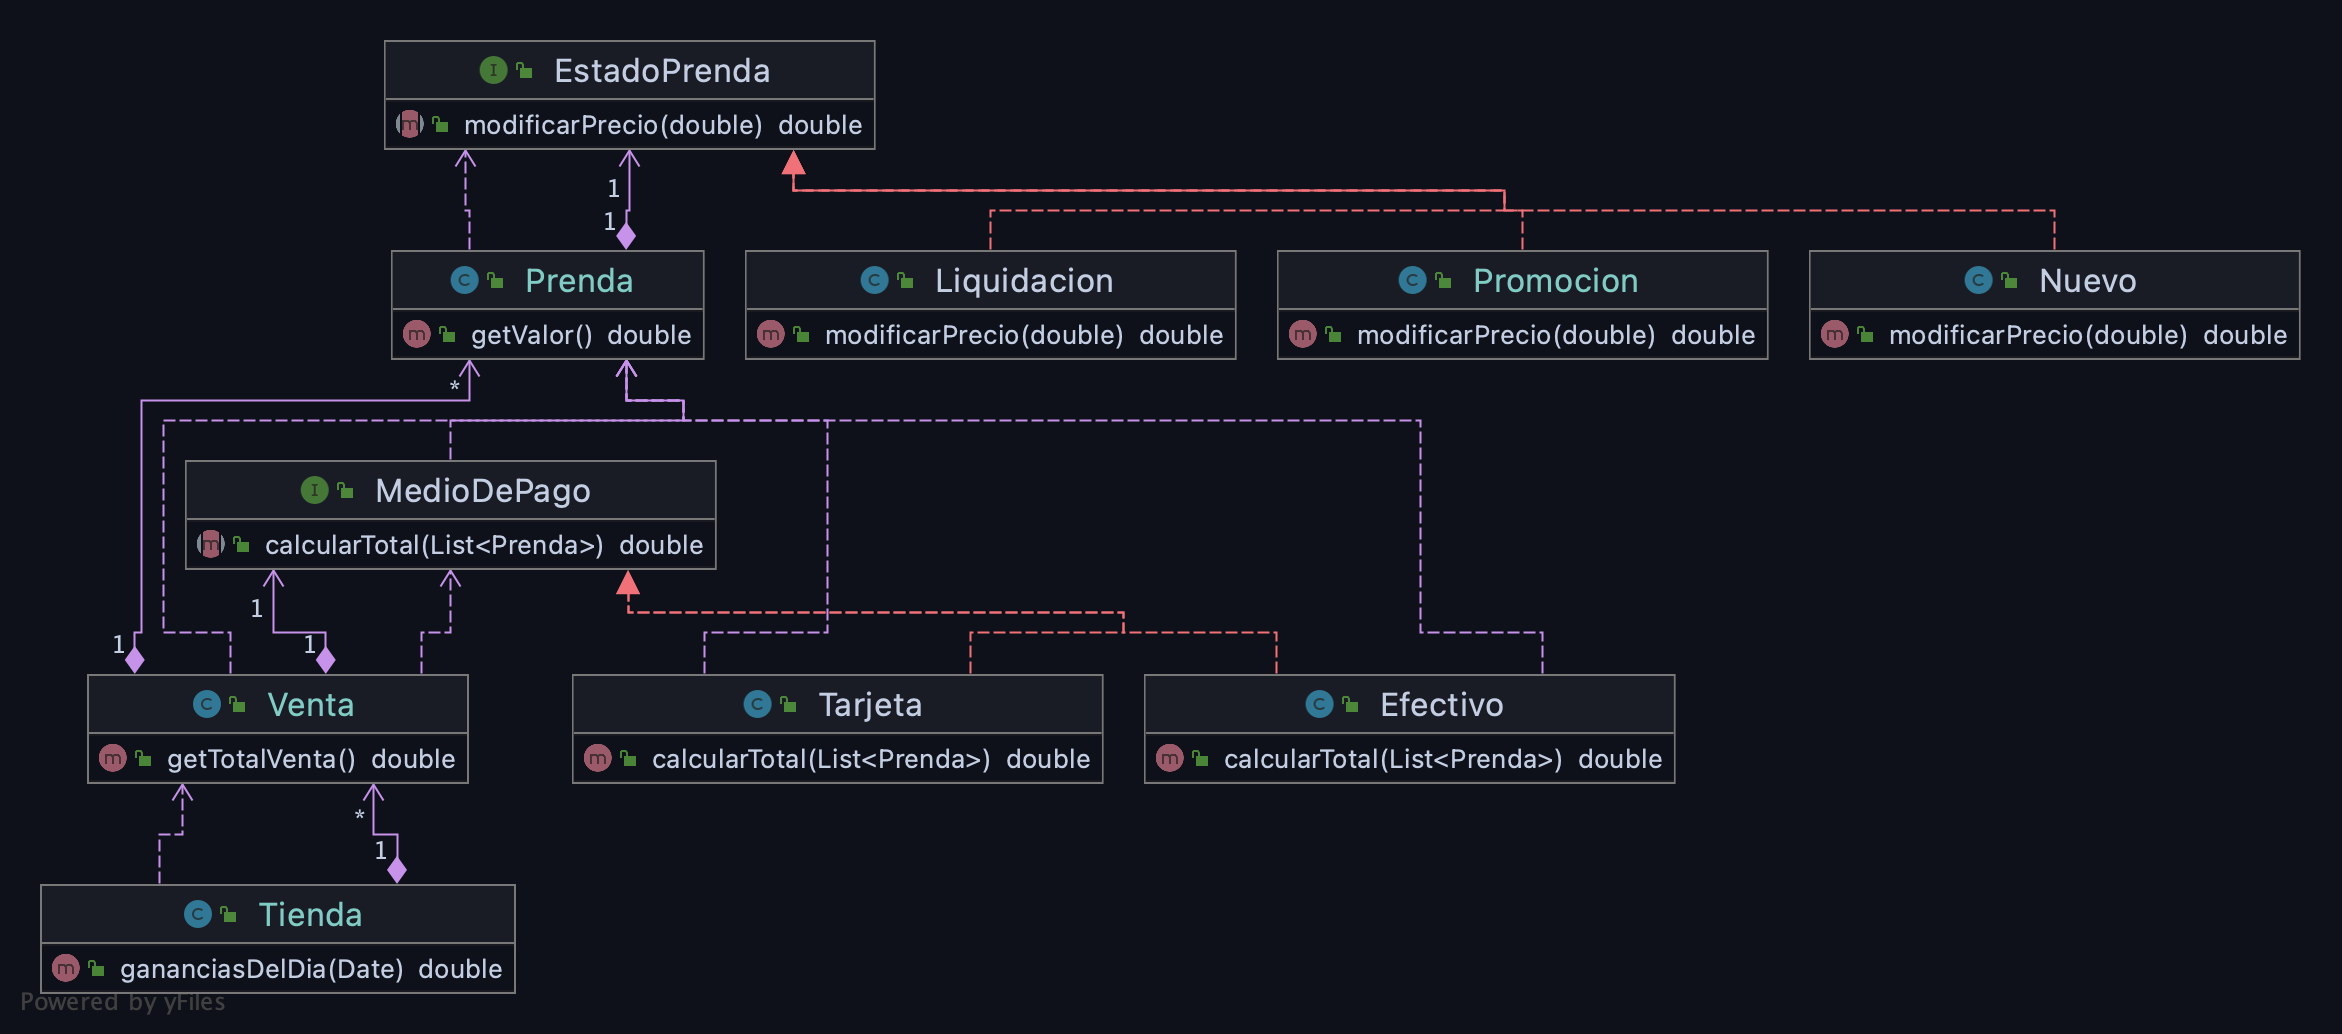 EstadoPrenda
modificarPrecio(double) double
1
1
Prenda
getValor() double
Liquidacion
modificarPrecio(double) double
Promocion
modificarPrecio(double) double
Nuevo
modificarPrecio(double) double
*
MedioDePago
calcularTotal(List<Prenda>) double
1
1
1
Venta
getTotalVenta() double
Tarjeta
calcularTotal(List<Prenda>) double
Efectivo
calcularTotal(List<Prenda>) double
*
1
Tienda
gananciasDelDia(Date) double
Powered by yFiles